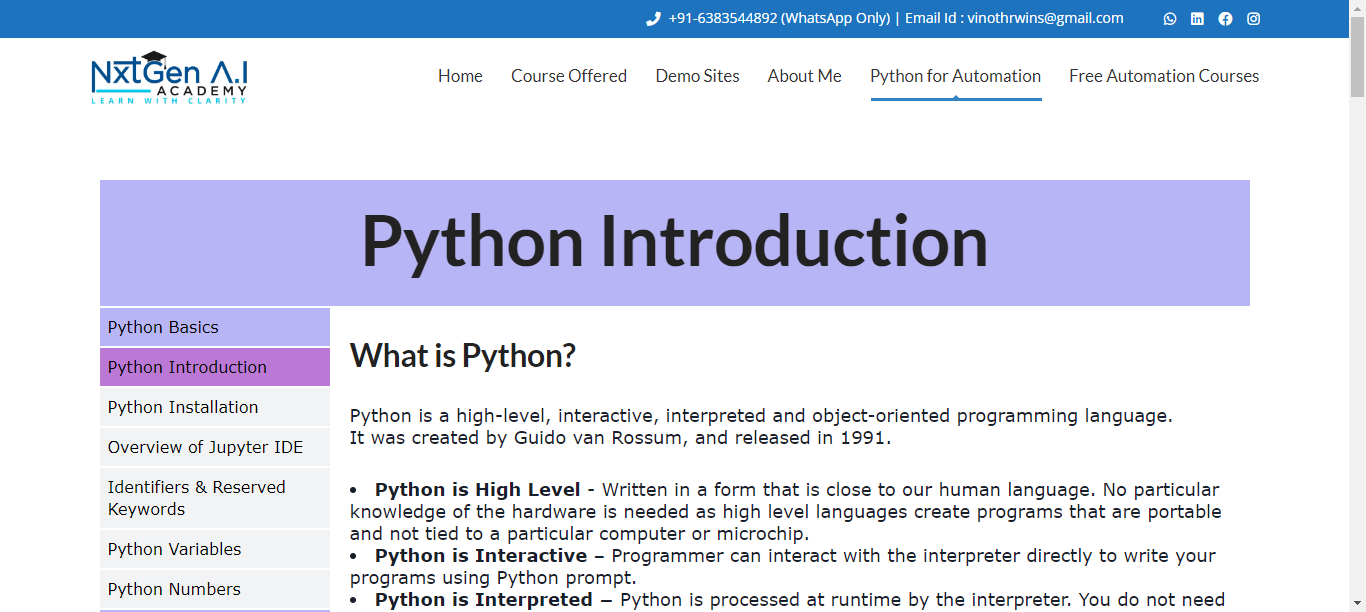 +91-6383544892 (WhatsApp Only) | Email Id : vinothrwins@gmail.com
NxtGen A.I
ACADEMY
LEARN WITH CLARITY
Home Course Offered Demo Sites About Me Python for Automation Free Automation Courses
Python Introduction
Python Basics
Python Introduction
Python Installation
Overview of Jupyter IDE
Identifiers & Reserved
Keywords
Python Variables
Python Numbers
What is Python?
Python is a high-level, interactive, interpreted and object-oriented programming language.
It was created by Guido van Rossum, and released in 1991.
• Python is High Level - Written in a form that is close to our human language. No particular
knowledge of the hardware is needed as high level languages create programs that are portable
and not tied to a particular computer or microchip.
• Python is Interactive – Programmer can interact with the interpreter directly to write your
programs using Python prompt.
• Python is Interpreted – Python is processed at runtime by the interpreter. You do not need